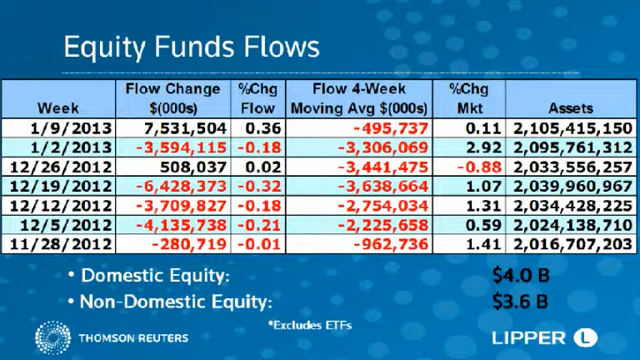 Equity Funds Flows
Flow Change %Chg Flow 4-Week %Chg
Week $(000s) Flow Moving Avg $(000s) Mkt Assets
1/9/2013 7,531,504 0.36 -495,737 0.11 2,105,415,150
1/2/2013 -3,594,115 -0.18 -3,306,069 2.92 2,095,761,312
12/26/2012 508,037 0.02 -3,441,475 -0.88 2,033,556,257
12/19/2012 -6,428,373 -0.32 -3,638,664 1.07 2,039,960,967
12/12/2012 -3,709,827 -0.18 -2,754,034 1.31 2,034,428,225
12/5/2012 -4,135,738 -0.21 -2,225,658 0.59 2,024,138,710
11/28/2012 -280,719 -0.01 -962,736 1.41 2,016,707,203
• Domestic Equity: $4.0 B
• Non-Domestic Equity: $3.6 B
*Excludes ETFs
THOMSON REUTERS
LIPPER L